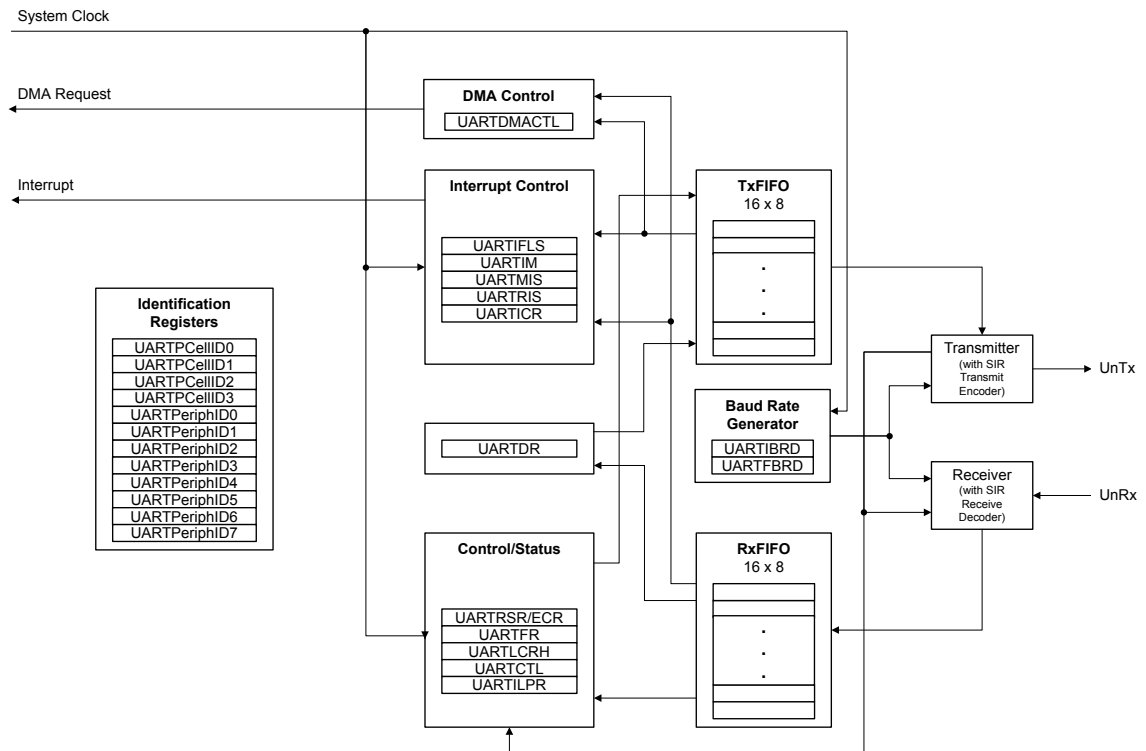 System Clock
DMA Request
DMA Control
UARTDMACTL
Interrupt
Interrupt Control
UARTIFLS
UARTIM
UARTMIS
UARTRIS
UARTICR
TxFIFO
16 x 8
.
.
.
Identification
Registers
UARTPCellID0
UARTPCellID1
UARTPCellID2
UARTPCellID3
UARTPeriphID0
UARTPeriphID1
UARTPeriphID2
UARTPeriphID3
UARTPeriphID4
UARTPeriphID5
UARTPeriphID6
UARTPeriphID7
UARTDR
Baud Rate
Generator
UARTIBRD
UARTFBRD
Transmitter
(with SIR
Transmit
Encoder)
UnTx
Receiver
(with SIR
Receive
Decoder)
UnRx
Control/Status
UARTRSR/ECR
UARTFR
UARTLCRH
UARTCTL
UARTILPR
RxFIFO
16 x 8
.
.
.